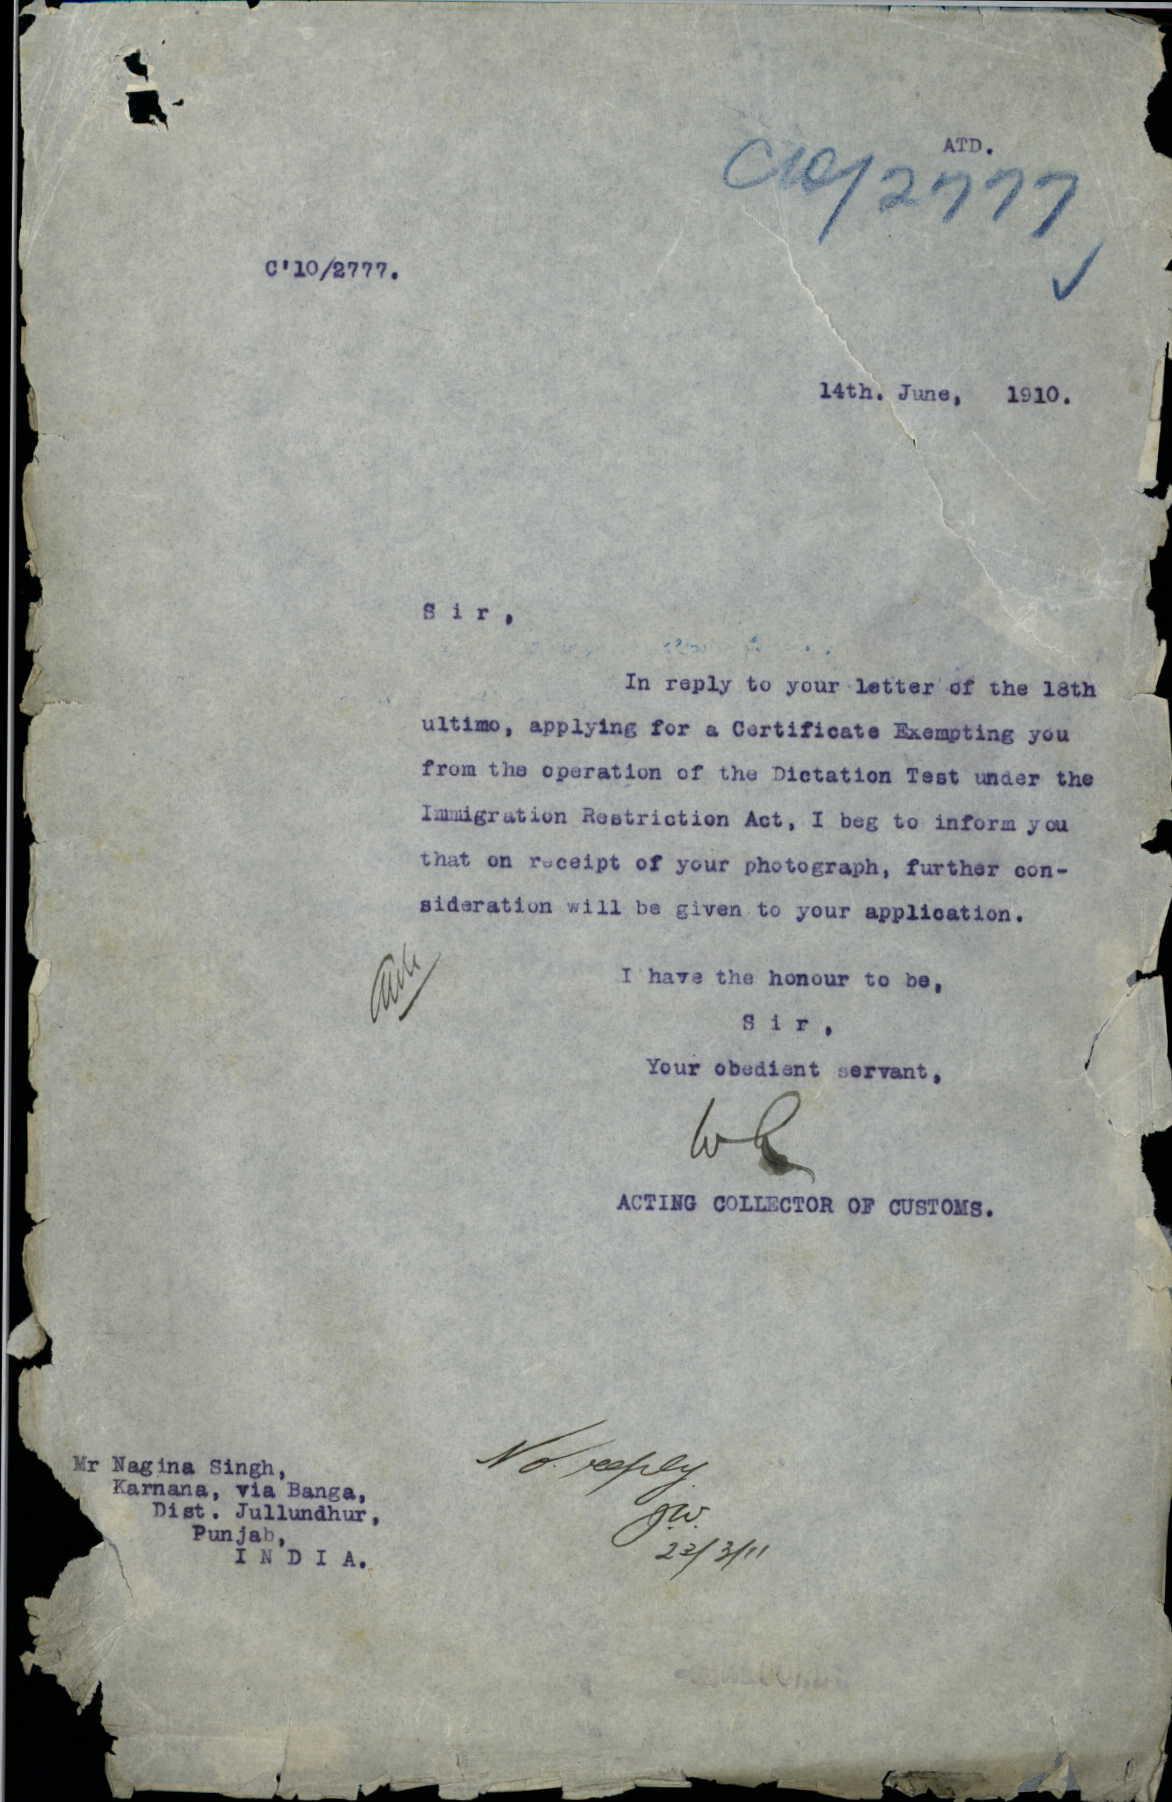 ATD.
C10/2777
C'10/2777.
14th. June, 1910.
S i r ,
In reply to your letter of the 18th
ultimo, applying for a Certificate Exempting you
from the operation of the Dictation Test under the
Immigration Restriction Act, I beg to inform you
that on receipt of your photograph, further con-
sideration will be given to your application.
I have the honour to be,
S i r ,
Your obedient servant,
ACTING COLLECTOR OF CUSTOMS.
Mr Nagina Singh,
Karnana, via Banga,
Dist. Jullundhur,
Punjab,
I N D I A.
No reply
23/3/11